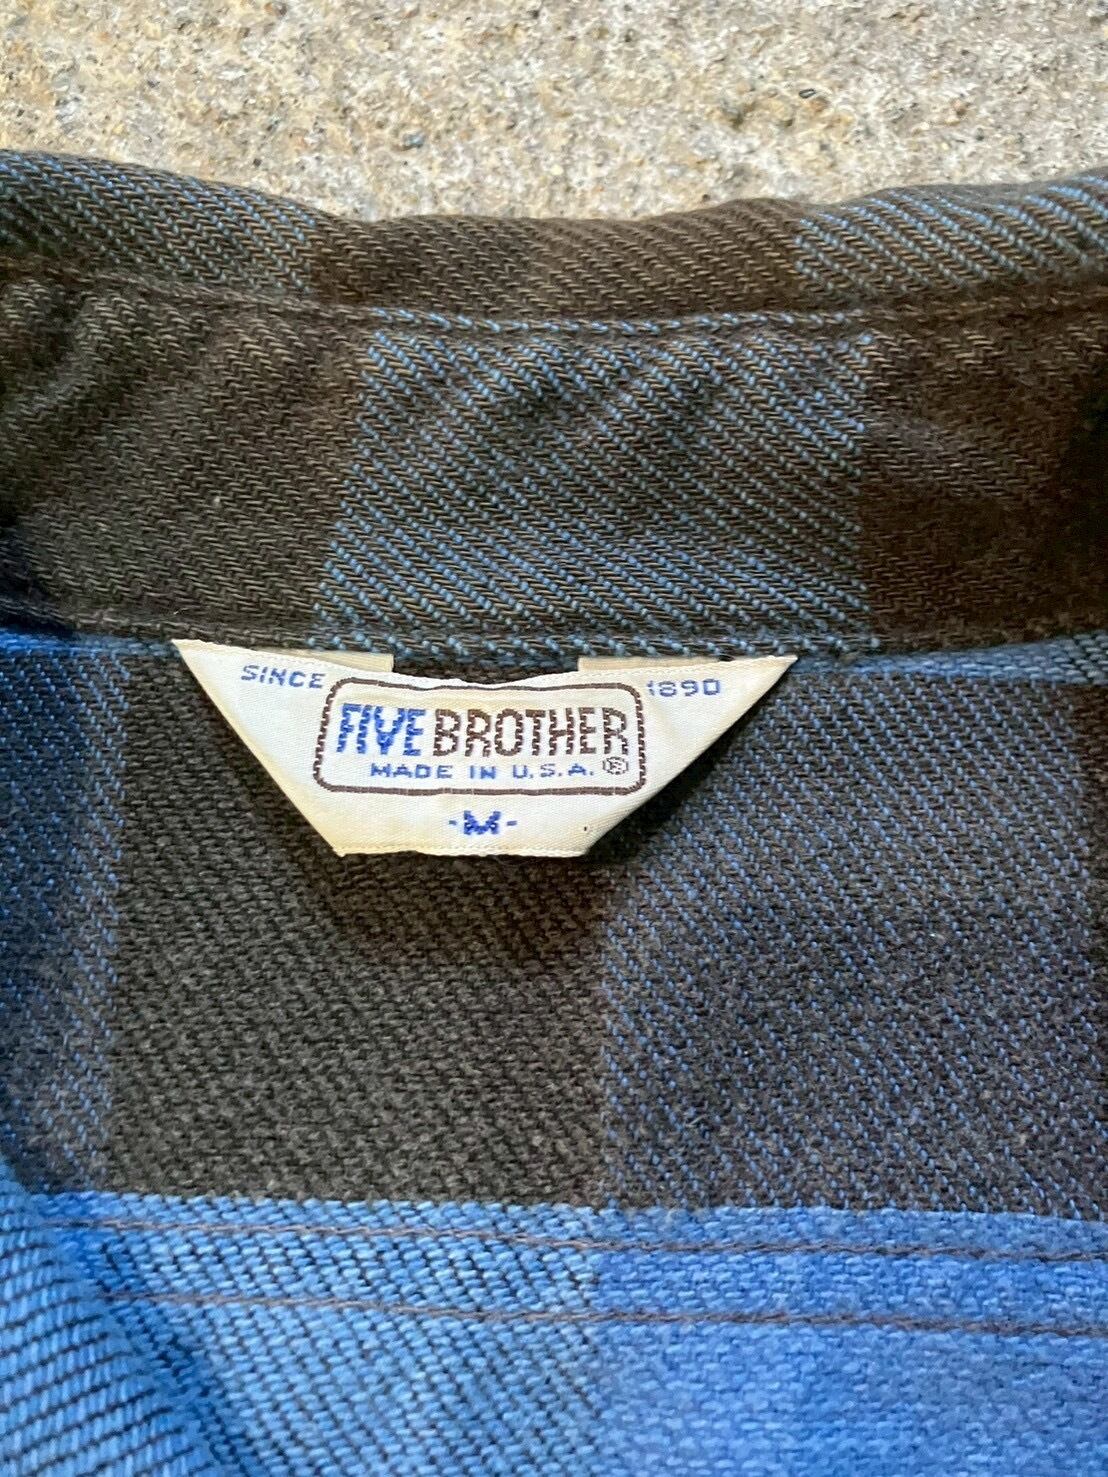 SINCE 1890
FIVE BROTHER
MADE IN U.S.A. ®
-M-